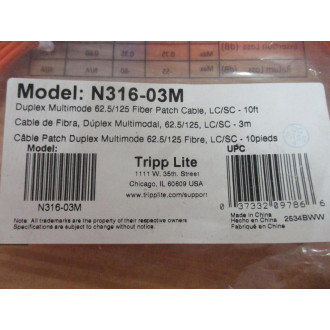 Model: N316-03M
Duplex Multimode 62.5/125 Fiber Patch Cable, LC/SC - 10ft
Cable de Fibra, Dúplex Multimodal, 62.5/125, LC/SC - 3m
Câble Patch Duplex Multimode 62.5/125 Fibre, LC/SC - 10pieds
Model:
Tripp Lite
UPC
1111 W. 35th. Street
Chicago, IL 60609 USA
www.tripplite.com/support
N316-03M
Note: All trademarks are the property of their respective owners
Specifications are subject to change without notice
0 37332 09786 6
Made in China
Hecho en China
Fabriqué en Chine
2534BWW